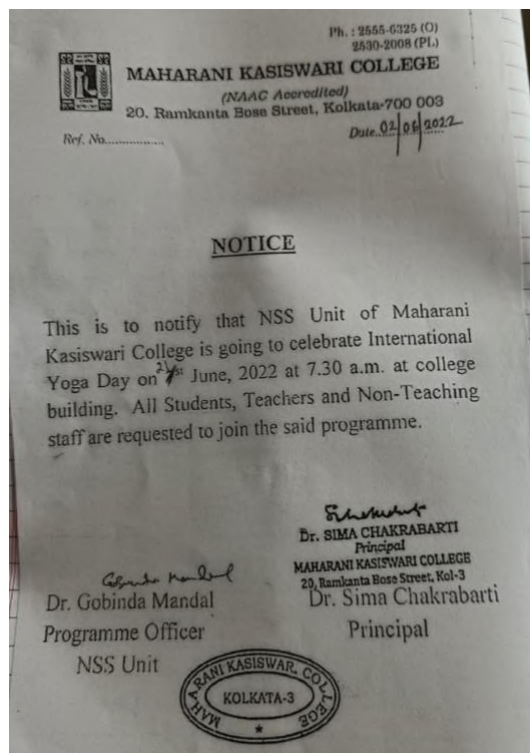 Ph. : 2555-6325 (O)
2530-2008 (PL)
MAHARANI KASISWARI COLLEGE
(NAAC Accredited)
20, Ramkanta Bose Street, Kolkata-700 003
Ref. No.................
Date..02/06/2022
NOTICE
This is to notify that NSS Unit of Maharani
Kasiswari College is going to celebrate International
Yoga Day on 21st June, 2022 at 7.30 a.m. at college
building. All Students, Teachers and Non-Teaching
staff are requested to join the said programme.
Dr. SIMA CHAKRABARTI
Principal
MAHARANI KASISWARI COLLEGE
20, Ramkanta Bose Street, Kol-3
Gobinda Mandal
Dr. Gobinda Mandal
Programme Officer
NSS Unit
Dr. Sima Chakrabarti
Principal
MAHARANI KASISWARI COLLEGE
KOLKATA-3